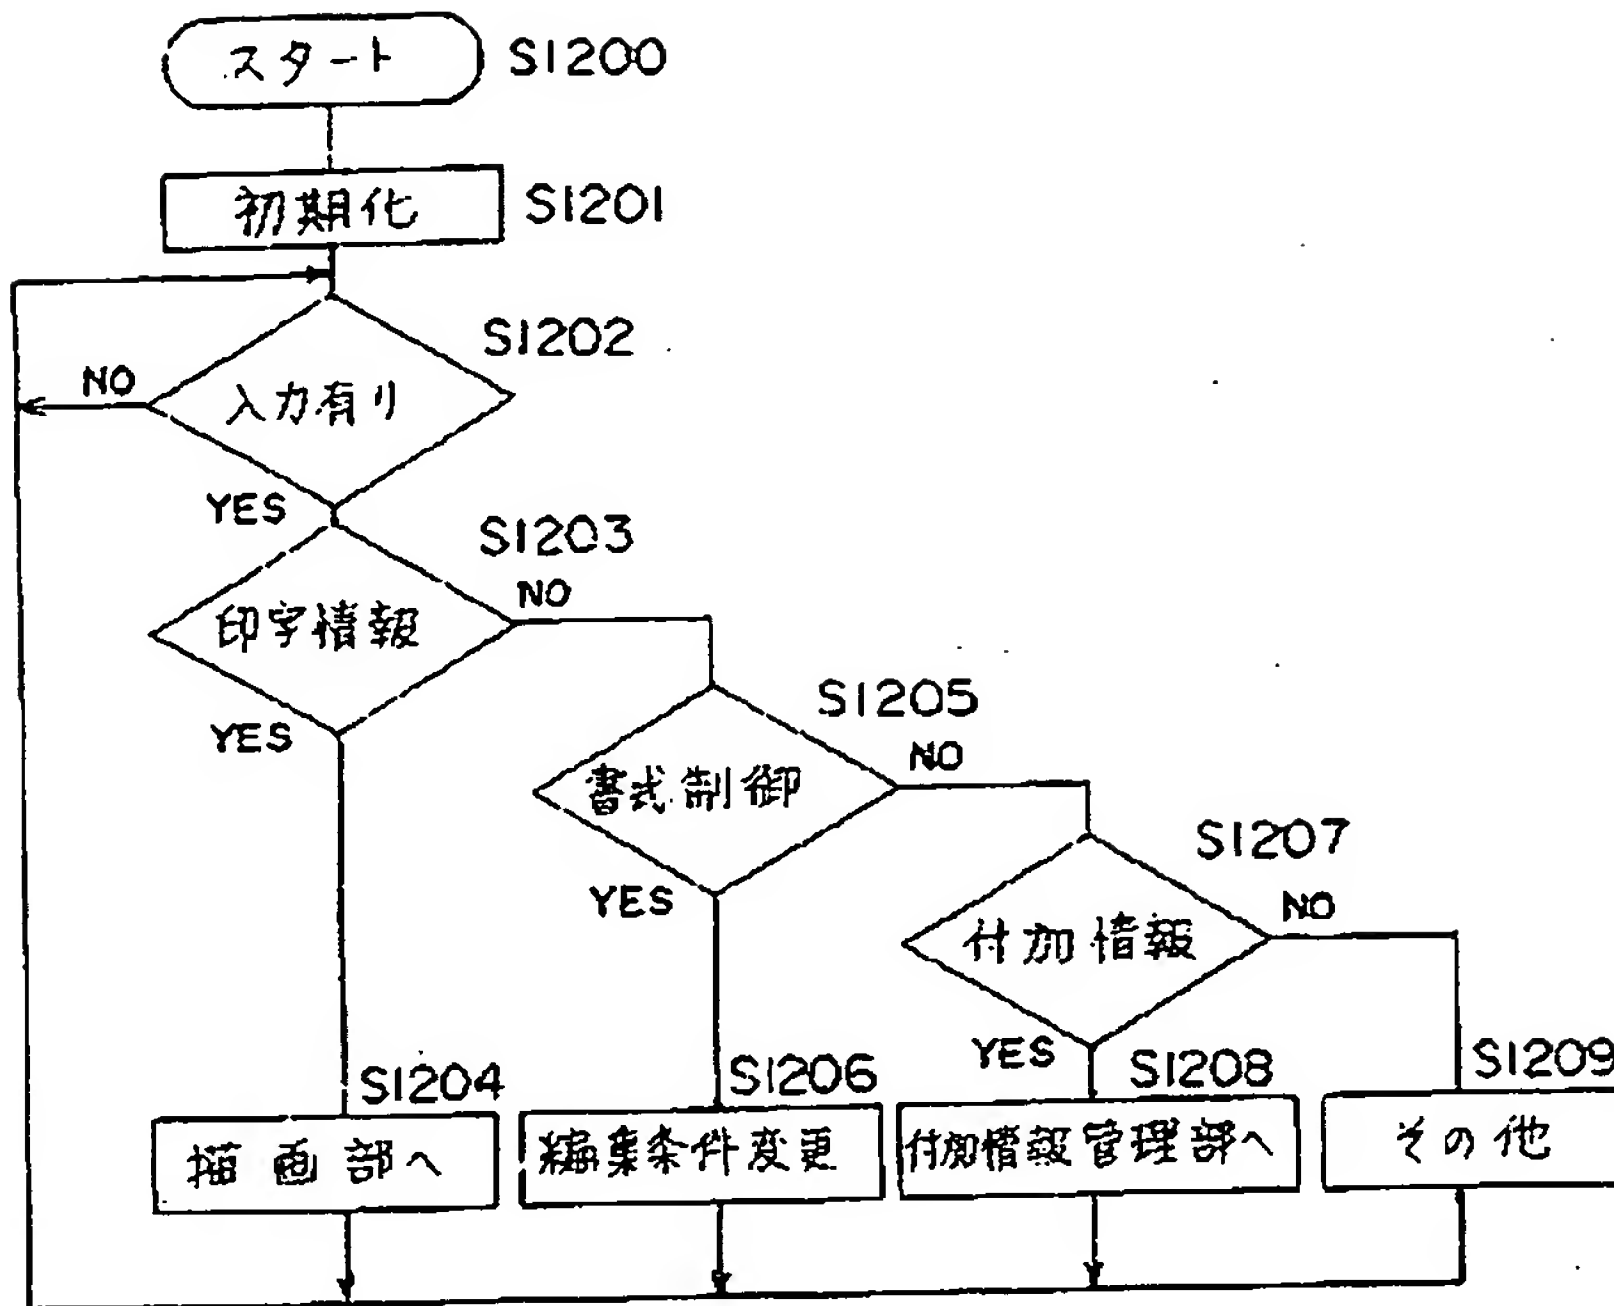 スタート S1200
初期化 S1201
S1202
NO
入力有り
YES
S1203
NO
印字情報
YES
S1205
NO
書式制御
YES
S1207
NO
付加情報
YES
S1204
S1206
S1208
S1209
描画部へ
編集条件変更
付加情報管理部へ
その他